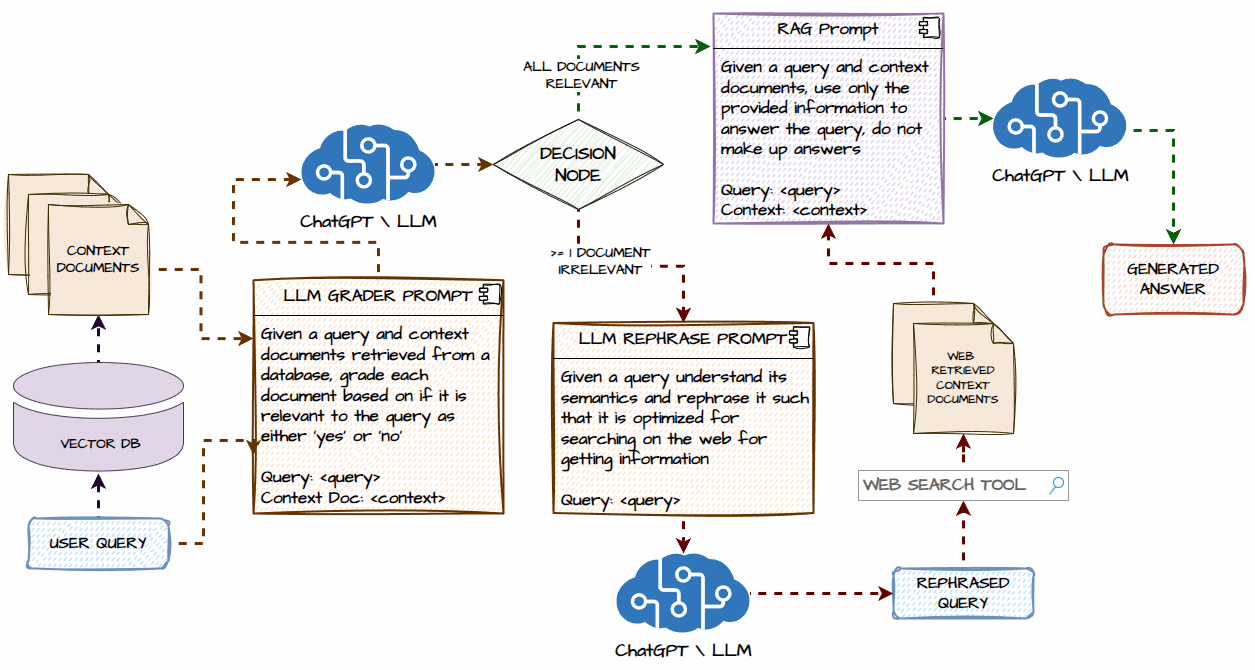 CONTEXT
DOCUMENTS
VECTOR DB
USER QUERY
LLM GRADER PROMPT
Given a query and context
documents retrieved from a
database, grade each
document based on if it is
relevant to the query as
either 'yes' or 'no'
Query: <query>
Context Doc: <context>
ChatGPT \ LLM
DECISION
NODE
ALL DOCUMENTS
RELEVANT
>= 1 DOCUMENT
IRRELEVANT
LLM REPHRASE PROMPT
Given a query understand its
semantics and rephrase it such
that it is optimized for
searching on the web for
getting information
Query: <query>
ChatGPT \ LLM
REPHRASED
QUERY
WEB SEARCH TOOL
WEB
RETRIEVED
CONTEXT
DOCUMENTS
RAG Prompt
Given a query and context
documents, use only the
provided information to
answer the query, do not
make up answers
Query: <query>
Context: <context>
ChatGPT \ LLM
GENERATED
ANSWER